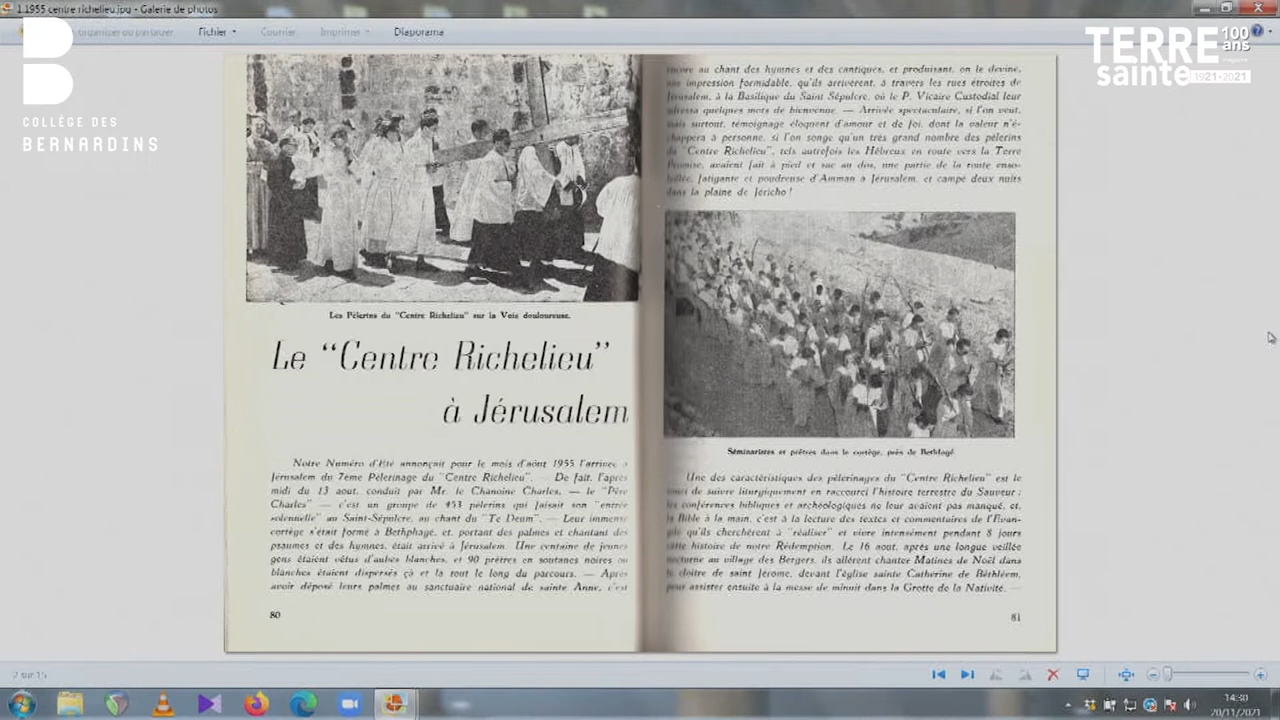 1.1955 centre richelieu.jpg - Galerie de photos
organiser ou partager Fichier Courrier Imprimer Diaporama
COLLÈGE DES
BERNARDINS
TERRE 100 ans
magazine
sainte 1921-2021
Les Pèlerins du "Centre Richelieu" sur la Voie douloureuse.
Le "Centre Richelieu"
à Jérusalem
Notre Numéro d'Eté annonçait pour le mois d'août 1955 l'arrivée à
Jérusalem du 7ème Pèlerinage du "Centre Richelieu". — De fait, l'après
midi du 13 aout, conduit par Mr. le Chanoine Charles, — le "Père
Charles" — c'est un groupe de 453 pèlerins qui faisait son "entrée
solennelle" au Saint-Sépulcre, au chant du "Te Deum". — Leur immense
cortège s'était formé à Bethphage, et, portant des palmes et chantant des
psaumes et des hymnes, était arrivé à Jérusalem. Une centaine de jeunes
gens étaient vêtus d'aubes blanches, et 90 prêtres en soutanes noires ou
blanches étaient dispersés çà et là tout le long du parcours. — Après
avoir déposé leurs palmes au sanctuaire national de sainte Anne, c'est
80
encore au chant des hymnes et des cantiques, et produisant, on le devine,
une impression formidable, qu'ils arrivèrent, à travers les rues étroites de
Jérusalem, à la Basilique du Saint Sépulcre, où le P. Vicaire Custodial leur
adressa quelques mots de bienvenue. — Arrivée spectaculaire, si l'on veut,
mais surtout, témoignage éloquent d'amour et de foi, dont la valeur n'é-
chappera à personne, si l'on songe qu'un très grand nombre des pèlerins
du "Centre Richelieu", tels autrefois les Hébreux en route vers la Terre
Promise, avaient fait à pied et sac au dos, une partie de la route enso-
leillée, fatigante et poudreuse d'Amman à Jérusalem, et campé deux nuits
dans la plaine de Jéricho !
Séminaristes et prêtres dans le cortège, près de Bethfagé
Une des caractéristiques des pèlerinages du "Centre Richelieu" est le
souci de suivre liturgiquement en raccourci l'histoire terrestre du Sauveur ;
les conférences bibliques et archéologiques ne leur avaient pas manqué, et,
la Bible à la main, c'est à la lecture des textes et commentaires de l'Evan-
gile qu'ils cherchèrent à "réaliser" et vivre intensément pendant 8 jours
cette histoire de notre Rédemption. Le 16 aout, après une longue veillée
nocturne au village des Bergers, ils allèrent chanter Matines de Noël dans
le cloître de saint Jérome, devant l'église sainte Catherine de Bethléem,
pour assister ensuite à la messe de minuit dans la Grotte de la Nativité. —
81
2 sur 15
14:30
20/11/2021